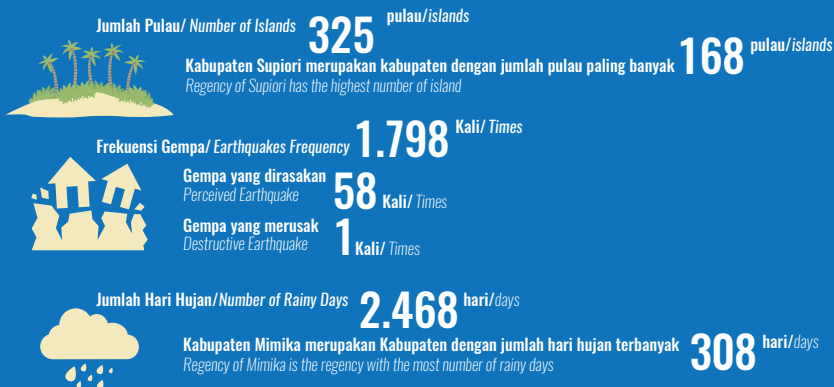 Jumlah Pulau/ Number of Islands 325 pulau/islands
Kabupaten Supiori merupakan kabupaten dengan jumlah pulau paling banyak 168 pulau/islands
Regency of Supiori has the highest number of island
Frekuensi Gempa/ Earthquakes Frequency 1.798 Kali/ Times
Gempa yang dirasakan 58 Kali/ Times
Perceived Earthquake
Gempa yang merusak 1 Kali/ Times
Destructive Earthquake
Jumlah Hari Hujan/Number of Rainy Days 2.468 hari/days
Kabupaten Mimika merupakan Kabupaten dengan jumlah hari hujan terbanyak 308 hari/days
Regency of Mimika is the regency with the most number of rainy days